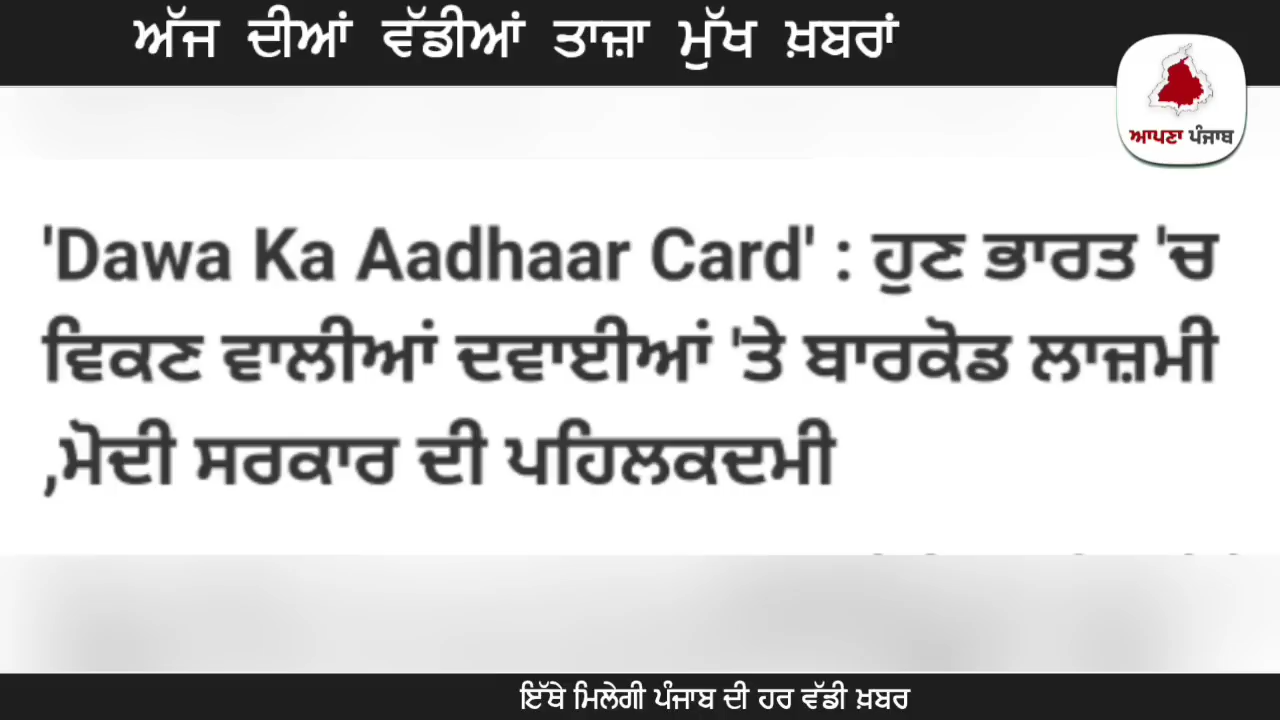 ਅੱਜ ਦੀਆਂ ਵੱਡੀਆਂ ਤਾਜ਼ਾ ਮੁੱਖ ਖ਼ਬਰਾਂ
ਆਪਣਾ ਪੰਜਾਬ
'Dawa Ka Aadhaar Card' : ਹੁਣ ਭਾਰਤ 'ਚ
ਵਿਕਣ ਵਾਲੀਆਂ ਦਵਾਈਆਂ 'ਤੇ ਬਾਰਕੋਡ ਲਾਜ਼ਮੀ
,ਮੋਦੀ ਸਰਕਾਰ ਦੀ ਪਹਿਲਕਦਮੀ
ਇੱਥੇ ਮਿਲੇਗੀ ਪੰਜਾਬ ਦੀ ਹਰ ਵੱਡੀ ਖ਼ਬਰ